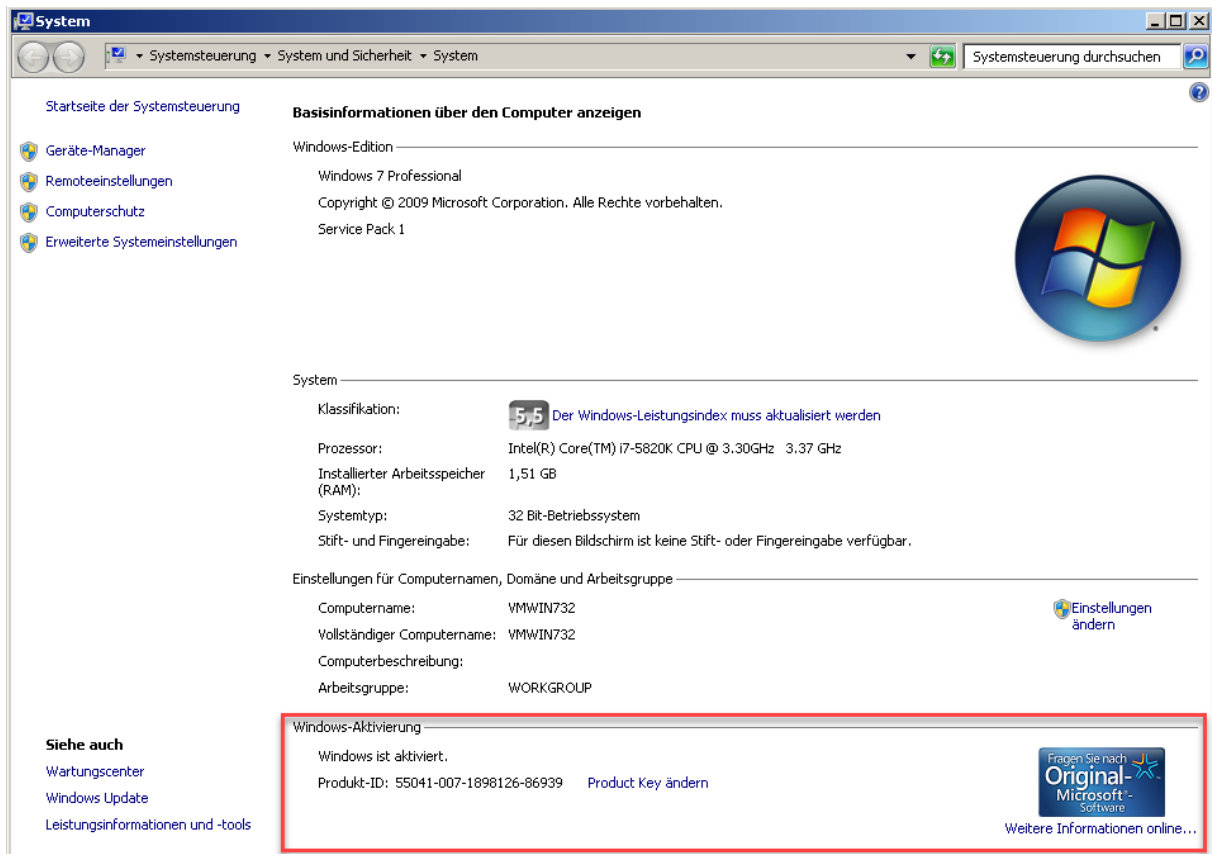 System
Systemsteuerung System und Sicherheit System
Systemsteuerung durchsuchen
Startseite der Systemsteuerung
Geräte-Manager
Remoteeinstellungen
Computerschutz
Erweiterte Systemeinstellungen
Basisinformationen über den Computer anzeigen
Windows-Edition
Windows 7 Professional
Copyright © 2009 Microsoft Corporation. Alle Rechte vorbehalten.
Service Pack 1
System
Klassifikation: 5,5 Der Windows-Leistungsindex muss aktualisiert werden
Prozessor: Intel(R) Core(TM) i7-5820K CPU @ 3.30GHz 3.37 GHz
Installierter Arbeitsspeicher 1,51 GB
(RAM):
Systemtyp: 32 Bit-Betriebssystem
Stift- und Fingereingabe: Für diesen Bildschirm ist keine Stift- oder Fingereingabe verfügbar.
Einstellungen für Computernamen, Domäne und Arbeitsgruppe
Computername: VMWIN732
Vollständiger Computername: VMWIN732
Computerbeschreibung:
Arbeitsgruppe: WORKGROUP
Einstellungen
ändern
Windows-Aktivierung
Windows ist aktiviert.
Produkt-ID: 55041-007-1898126-86939 Product Key ändern
Fragen Sie nach
Original-
Microsoft®-
Software
Weitere Informationen online...
Siehe auch
Wartungscenter
Windows Update
Leistungsinformationen und -tools